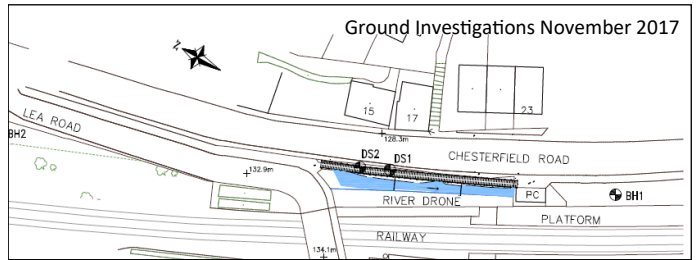 Ground Investigations November 2017
N
LEA ROAD
BH2
15
17
23
128.3m
DS2
DS1
CHESTERFIELD ROAD
132.9m
PC
BH1
RIVER DRONE
PLATFORM
RAILWAY
134.1m